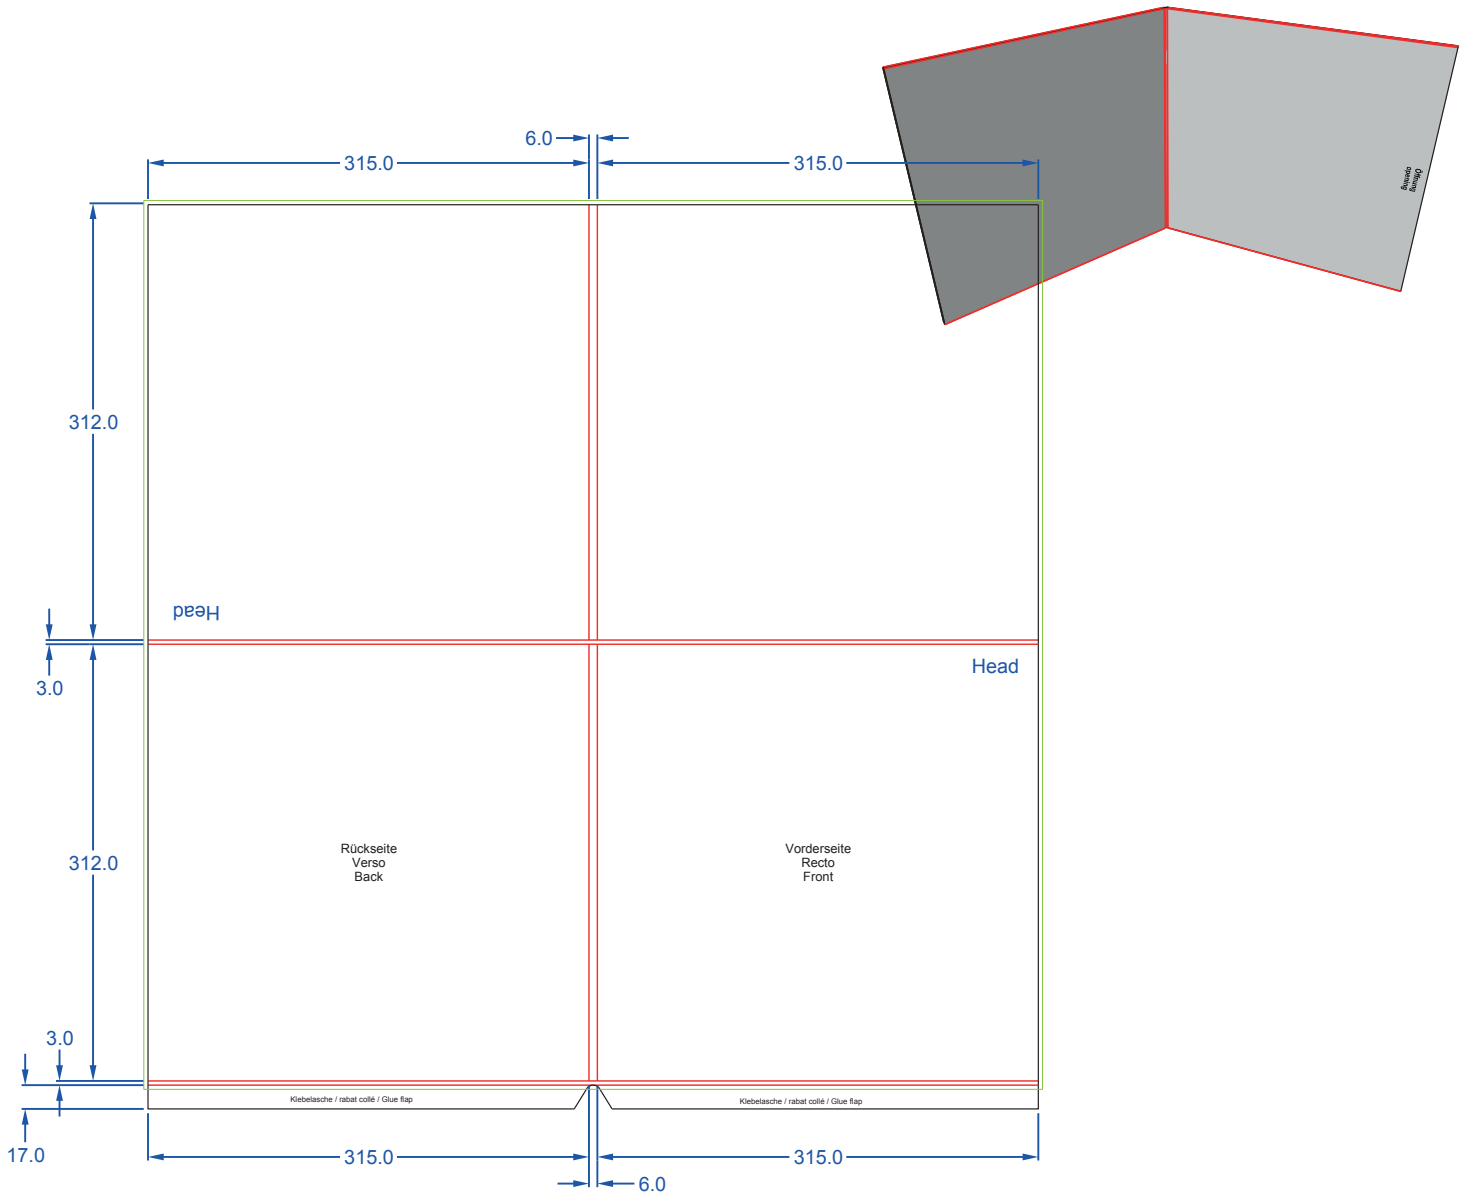 6.0
315.0
315.0
Öffnung
opening
312.0
Head
Head
3.0
Rückseite
Verso
Back
Vorderseite
Recto
Front
312.0
3.0
Klebelasche / rabat collé / Glue flap
Klebelasche / rabat collé / Glue flap
17.0
315.0
315.0
6.0